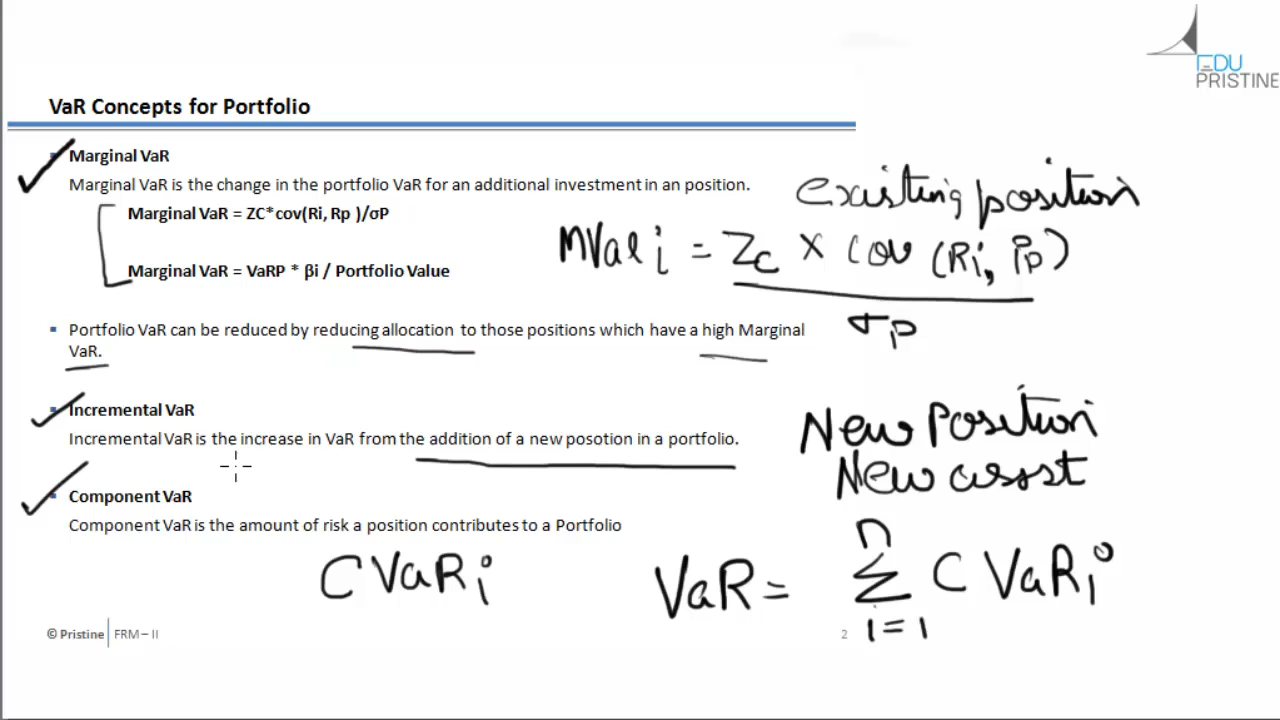 EDU
PRISTINE
VaR Concepts for Portfolio
Marginal VaR
Marginal VaR is the change in the portfolio VaR for an additional investment in an position.
existing position
Marginal VaR = ZC*cov(Ri, Rp )/σP
MVaR i = Zc × Cov (Ri, Pp)
σp
Marginal VaR = VaRP * βi / Portfolio Value
Portfolio VaR can be reduced by reducing allocation to those positions which have a high Marginal
VaR.
Incremental VaR
Incremental VaR is the increase in VaR from the addition of a new posotion in a portfolio.
New Position
New asset
Component VaR
Component VaR is the amount of risk a position contributes to a Portfolio
C VaR i
VaR = n Σ i=1 C VaR i
© Pristine FRM – II
2